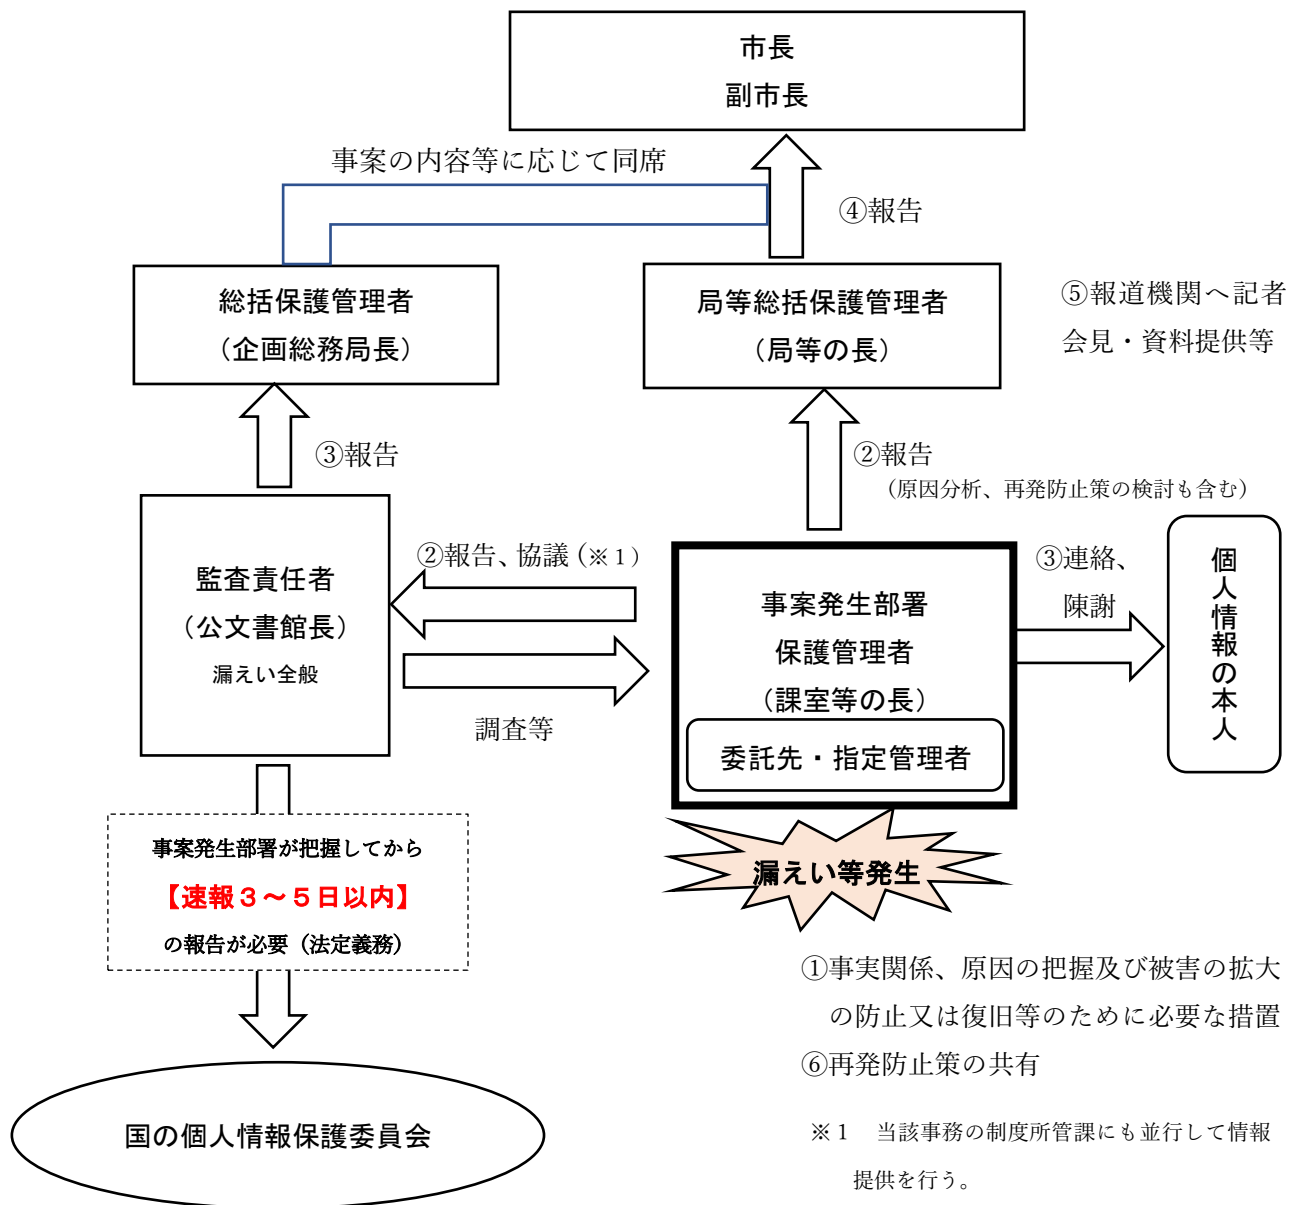 市長
副市長
事案の内容等に応じて同席
④報告
総括保護管理者
（企画総務局長）
局等総括保護管理者
（局等の長）
⑤報道機関へ記者
会見・資料提供等
③報告
②報告
（原因分析、再発防止策の検討も含む）
監査責任者
（公文書館長）
漏えい全般
②報告、協議（※１）
調査等
事案発生部署
保護管理者
（課室等の長）
委託先・指定管理者
③連絡、
陳謝
個人情報の本人
事案発生部署が把握してから
【速報３～５日以内】
の報告が必要（法定義務）
漏えい等発生
①事実関係、原因の把握及び被害の拡大
の防止又は復旧等のために必要な措置
⑥再発防止策の共有
国の個人情報保護委員会
※１　当該事務の制度所管課にも並行して情報
提供を行う。